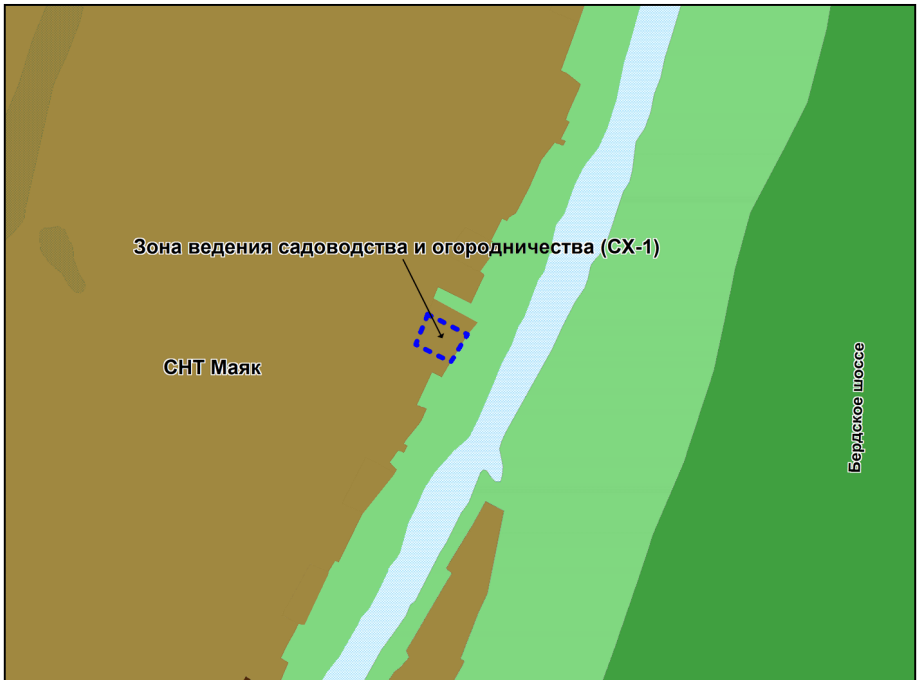 Зона ведения садоводства и огородничества (СХ-1)
СНТ Маяк
Бердское шоссе